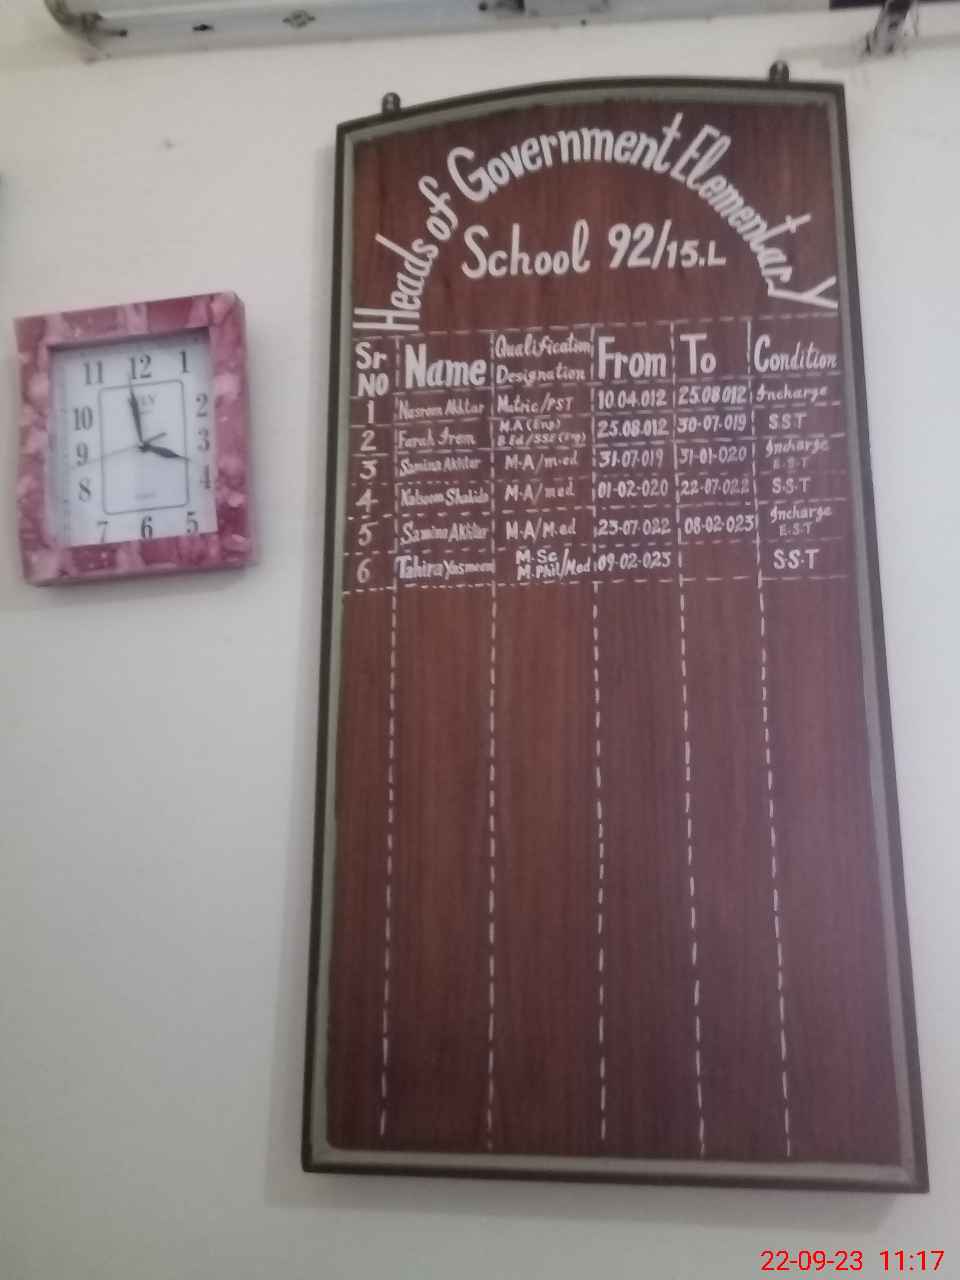 Heads of Government Elementary
School 92/15.L
Sr No Name Qualification Designation From To Condition
1 Nasreen Akhtar Matric/PST 10 04.012 25.08 012 Incharge
2 Farah Irem M.A (Eng) B.Ed/SSE(Eng) 25.08.012 30-07-019 S S T
3 Samina Akhter M-A/m-ed 31-07-019 31-01-020 Incharge E.S.T
4 Kalsoom Shahida M-A/med 01-02-020 22-07-022 S-S-T
5 Samina Akhtar M-A/M.ed 23-07-022 08-02-023 Incharge E.S.T
6 Tahira Yasmeen M-Sc M.Phil/Med 09-02-023 S-S-T
11 12 1
10 2
9 3
8 4
7 6 5
22-09-23 11:17